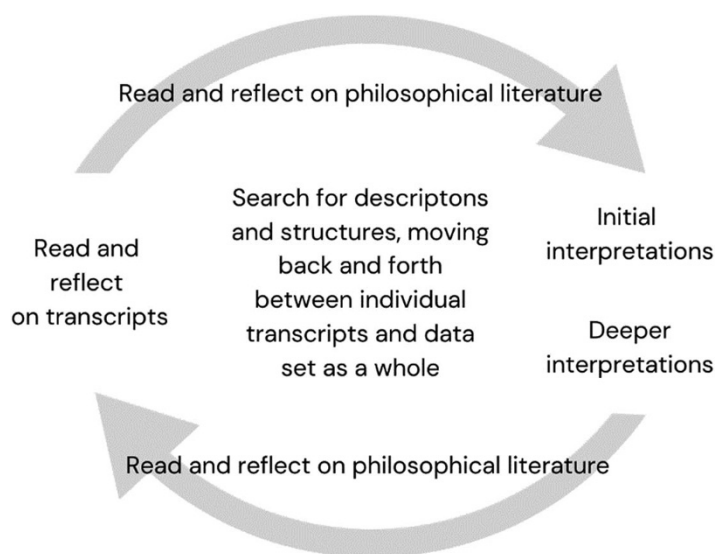 Read and reflect on philosophical literature
Read and
reflect
on transcripts
Search for descriptons
and structures, moving
back and forth
between individual
transcripts and data
set as a whole
Initial
interpretations
Deeper
interpretations
Read and reflect on philosophical literature